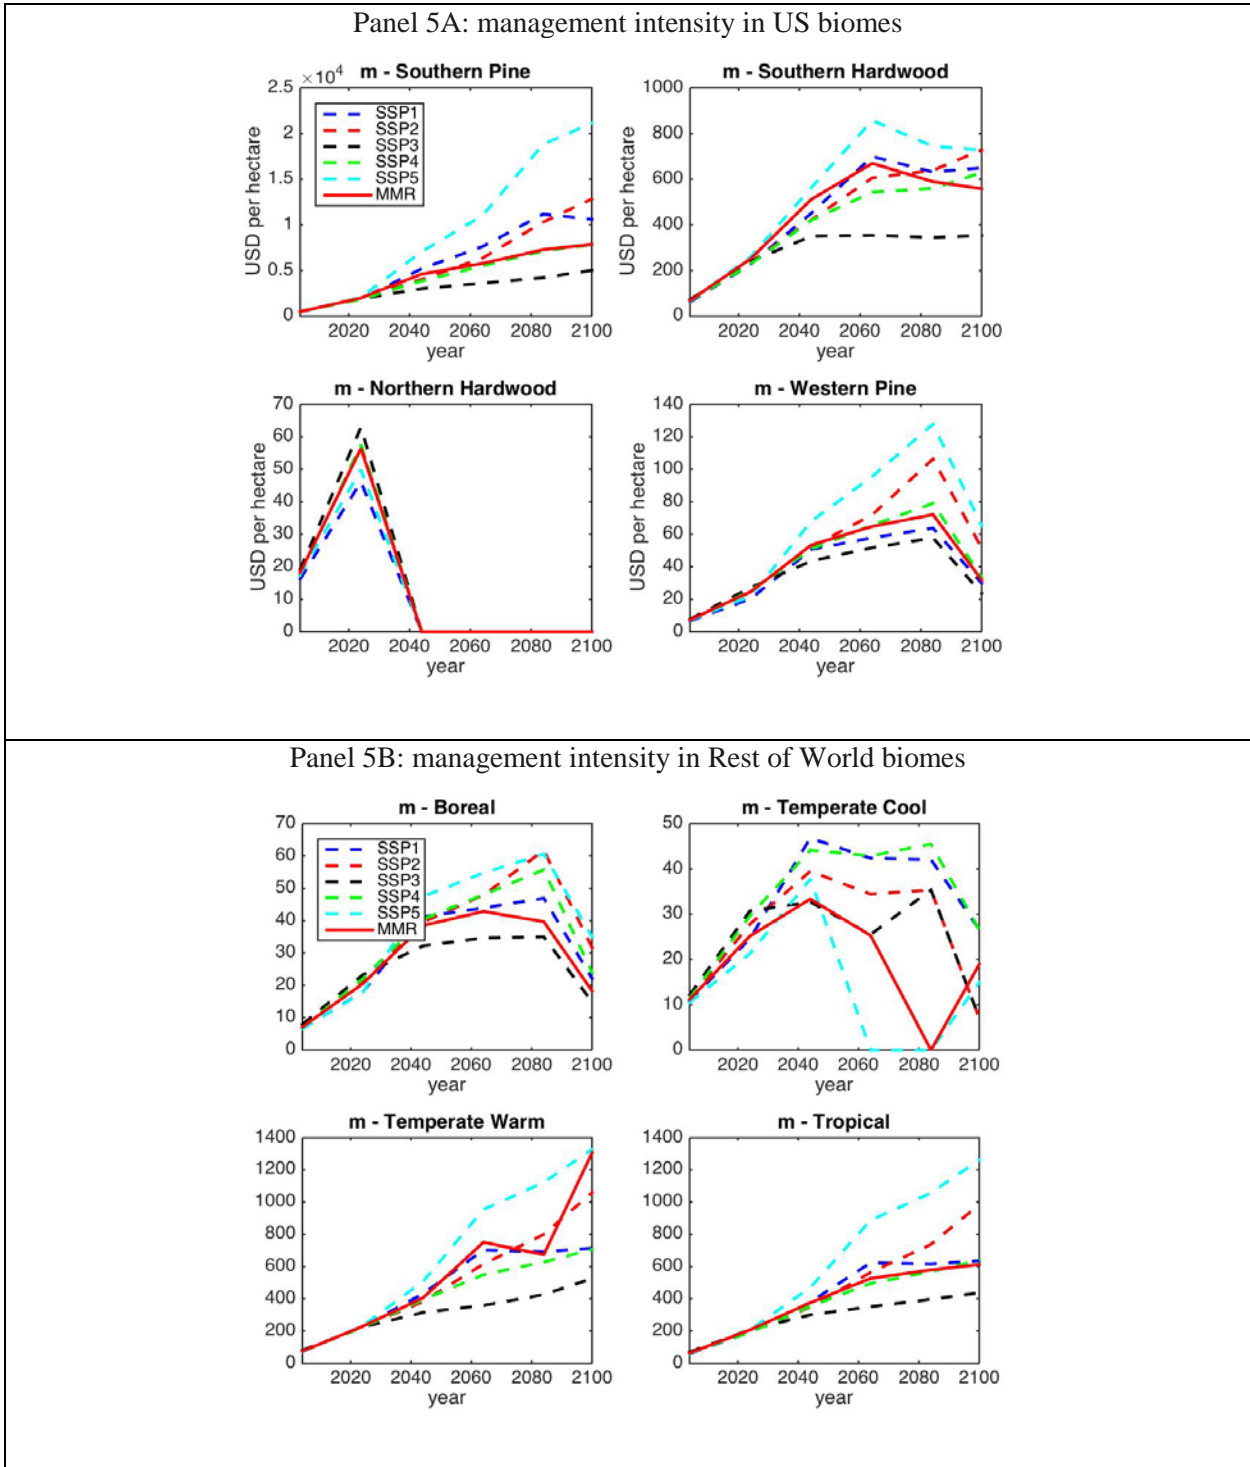 Panel 5A: management intensity in US biomes
m - Southern Pine
×10⁴
2.5
2
1.5
1
0.5
0
USD per hectare
SSP1
SSP2
SSP3
SSP4
SSP5
MMR
2020 2040 2060 2080 2100
year
m - Southern Hardwood
1000
800
600
400
200
0
USD per hectare
2020 2040 2060 2080 2100
year
m - Northern Hardwood
70
60
50
40
30
20
10
0
USD per hectare
2020 2040 2060 2080 2100
year
m - Western Pine
140
120
100
80
60
40
20
0
USD per hectare
2020 2040 2060 2080 2100
year
Panel 5B: management intensity in Rest of World biomes
m - Boreal
70
60
50
40
30
20
10
0
SSP1
SSP2
SSP3
SSP4
SSP5
MMR
2020 2040 2060 2080 2100
year
m - Temperate Cool
50
40
30
20
10
0
2020 2040 2060 2080 2100
year
m - Temperate Warm
1400
1200
1000
800
600
400
200
0
2020 2040 2060 2080 2100
year
m - Tropical
1400
1200
1000
800
600
400
200
0
2020 2040 2060 2080 2100
year